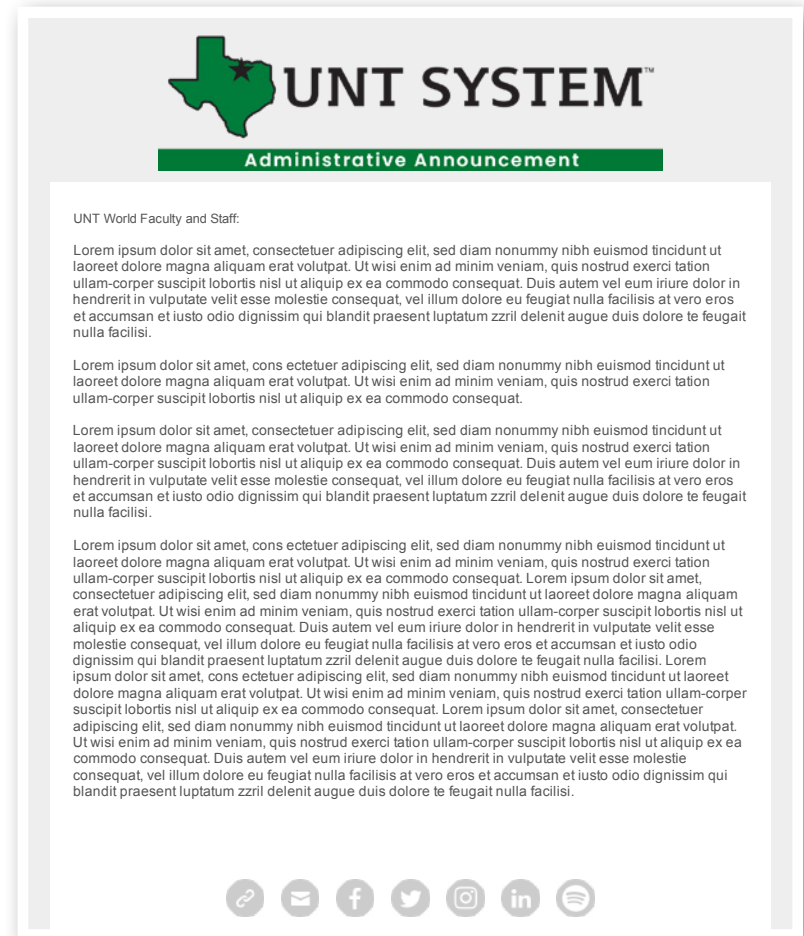 UNT SYSTEM™
Administrative Announcement
UNT World Faculty and Staff:
Lorem ipsum dolor sit amet, consectetuer adipiscing elit, sed diam nonummy nibh euismod tincidunt ut
laoreet dolore magna aliquam erat volutpat. Ut wisi enim ad minim veniam, quis nostrud exerci tation
ullam-corper suscipit lobortis nisl ut aliquip ex ea commodo consequat. Duis autem vel eum iriure dolor in
hendrerit in vulputate velit esse molestie consequat, vel illum dolore eu feugiat nulla facilisis at vero eros
et accumsan et iusto odio dignissim qui blandit praesent luptatum zzril delenit augue duis dolore te feugait
nulla facilisi.
Lorem ipsum dolor sit amet, cons ectetuer adipiscing elit, sed diam nonummy nibh euismod tincidunt ut
laoreet dolore magna aliquam erat volutpat. Ut wisi enim ad minim veniam, quis nostrud exerci tation
ullam-corper suscipit lobortis nisl ut aliquip ex ea commodo consequat.
Lorem ipsum dolor sit amet, consectetuer adipiscing elit, sed diam nonummy nibh euismod tincidunt ut
laoreet dolore magna aliquam erat volutpat. Ut wisi enim ad minim veniam, quis nostrud exerci tation
ullam-corper suscipit lobortis nisl ut aliquip ex ea commodo consequat. Duis autem vel eum iriure dolor in
hendrerit in vulputate velit esse molestie consequat, vel illum dolore eu feugiat nulla facilisis at vero eros
et accumsan et iusto odio dignissim qui blandit praesent luptatum zzril delenit augue duis dolore te feugait
nulla facilisi.
Lorem ipsum dolor sit amet, cons ectetuer adipiscing elit, sed diam nonummy nibh euismod tincidunt ut
laoreet dolore magna aliquam erat volutpat. Ut wisi enim ad minim veniam, quis nostrud exerci tation
ullam-corper suscipit lobortis nisl ut aliquip ex ea commodo consequat. Lorem ipsum dolor sit amet,
consectetuer adipiscing elit, sed diam nonummy nibh euismod tincidunt ut laoreet dolore magna aliquam
erat volutpat. Ut wisi enim ad minim veniam, quis nostrud exerci tation ullam-corper suscipit lobortis nisl ut
aliquip ex ea commodo consequat. Duis autem vel eum iriure dolor in hendrerit in vulputate velit esse
molestie consequat, vel illum dolore eu feugiat nulla facilisis at vero eros et accumsan et iusto odio
dignissim qui blandit praesent luptatum zzril delenit augue duis dolore te feugait nulla facilisi. Lorem
ipsum dolor sit amet, cons ectetuer adipiscing elit, sed diam nonummy nibh euismod tincidunt ut laoreet
dolore magna aliquam erat volutpat. Ut wisi enim ad minim veniam, quis nostrud exerci tation ullam-corper
suscipit lobortis nisl ut aliquip ex ea commodo consequat. Lorem ipsum dolor sit amet, consectetuer
adipiscing elit, sed diam nonummy nibh euismod tincidunt ut laoreet dolore magna aliquam erat volutpat.
Ut wisi enim ad minim veniam, quis nostrud exerci tation ullam-corper suscipit lobortis nisl ut aliquip ex ea
commodo consequat. Duis autem vel eum iriure dolor in hendrerit in vulputate velit esse molestie
consequat, vel illum dolore eu feugiat nulla facilisis at vero eros et accumsan et iusto odio dignissim qui
blandit praesent luptatum zzril delenit augue duis dolore te feugait nulla facilisi.